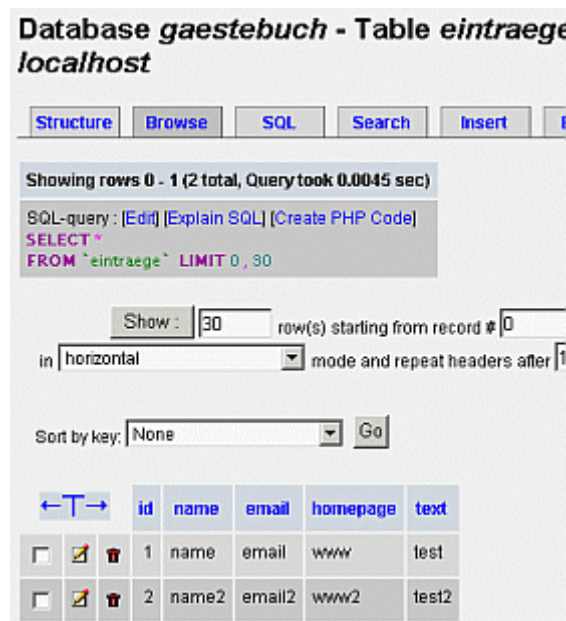 Database gaestebuch - Table eintraege
localhost
Structure Browse SQL Search Insert
Showing rows 0 - 1 (2 total, Query took 0.0045 sec)
SQL-query : [Edit] [Explain SQL] [Create PHP Code]
SELECT *
FROM `eintraege` LIMIT 0 , 30
Show : 30 row(s) starting from record # 0
in horizontal mode and repeat headers after 1
Sort by key: None Go
←T→ id name email homepage text
1 name email www test
2 name2 email2 www2 test2